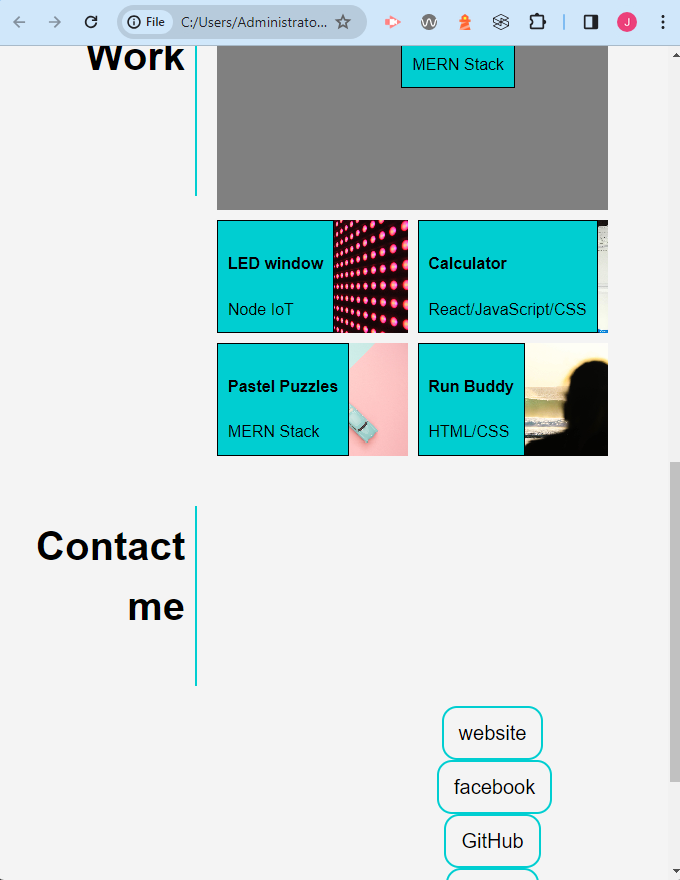 File
C:/Users/Administrato...
J
Work
MERN Stack
LED window
Node IoT
Calculator
React/JavaScript/CSS
Pastel Puzzles
MERN Stack
Run Buddy
HTML/CSS
Contact
me
website
facebook
GitHub